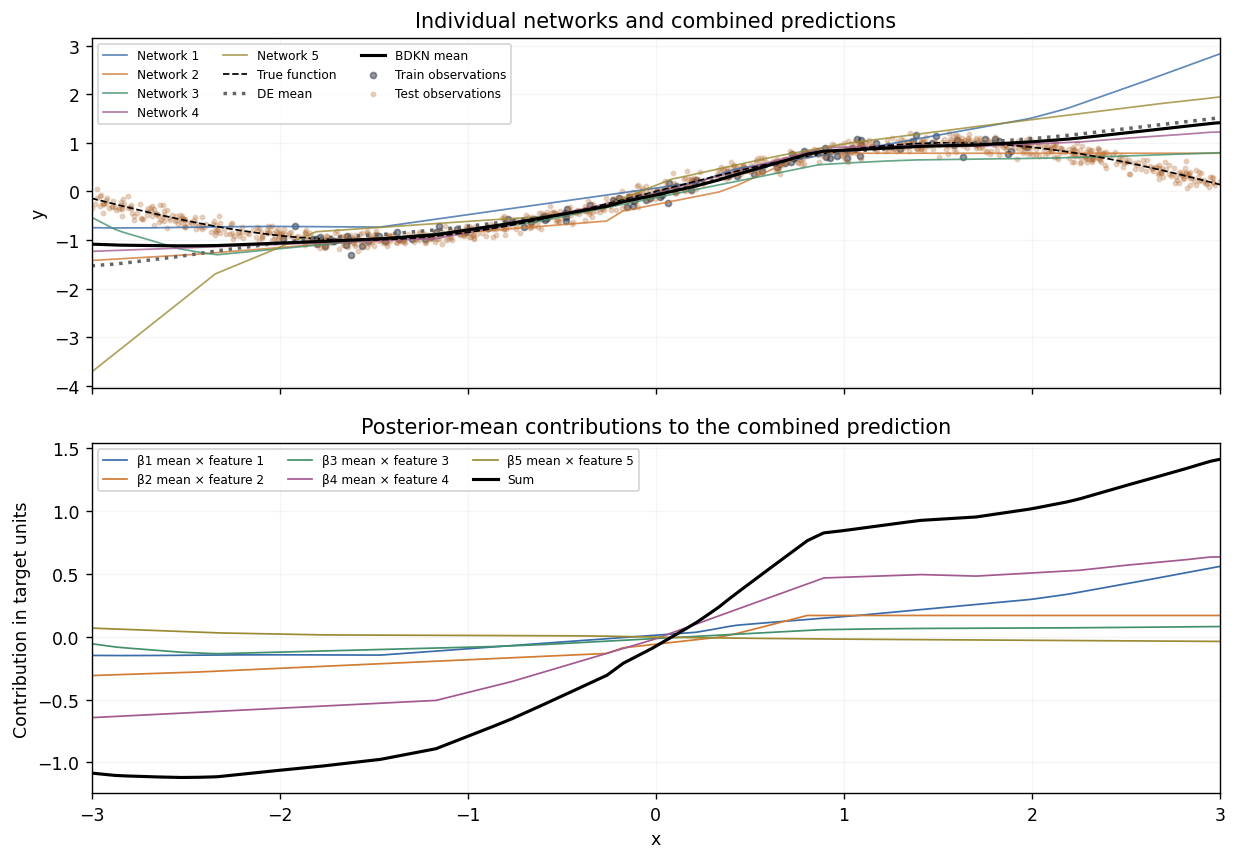 Individual networks and combined predictions
Network 1
Network 2
Network 3
Network 4
Network 5
True function
DE mean
BDKN mean
Train observations
Test observations
3
2
1
0
−1
−2
−3
−4
y
Posterior-mean contributions to the combined prediction
β1 mean × feature 1
β2 mean × feature 2
β3 mean × feature 3
β4 mean × feature 4
β5 mean × feature 5
Sum
1.5
1.0
0.5
0.0
−0.5
−1.0
Contribution in target units
−3
−2
−1
0
1
2
3
x